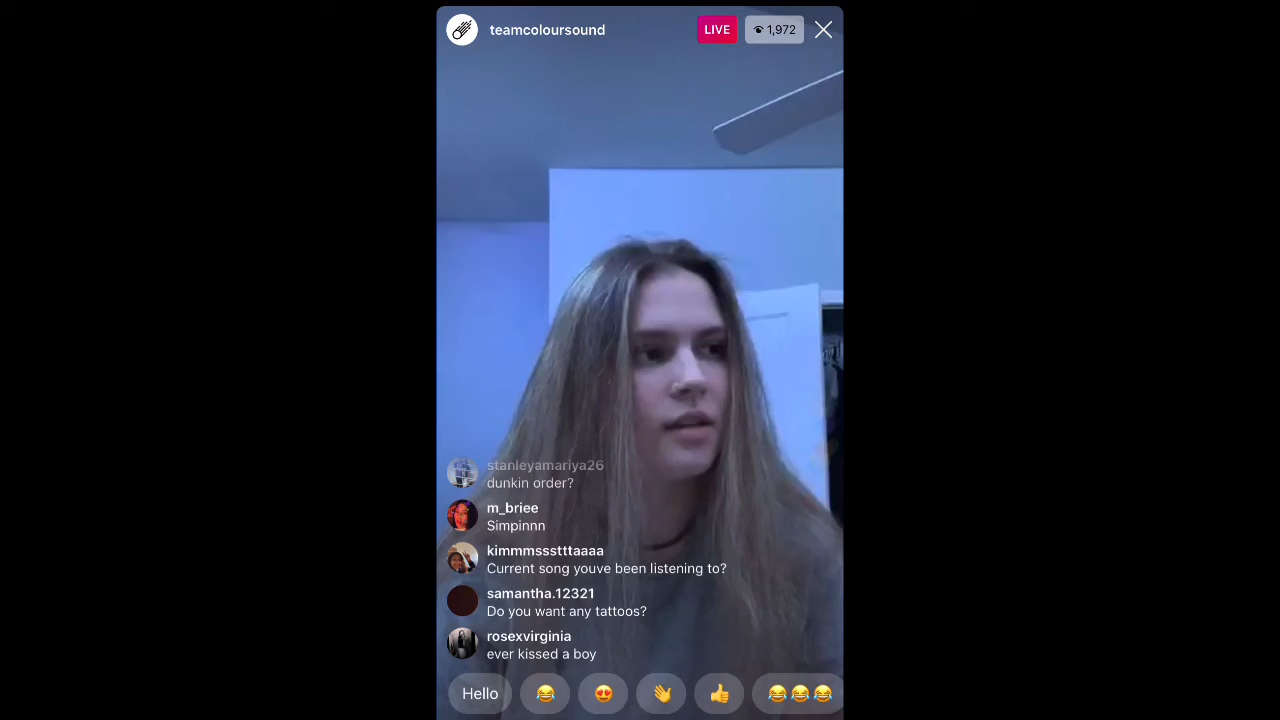 teamcoloursound
LIVE
1,972
stanleyamariya26
dunkin order?
m_briee
Simpinnn
kimmmssstttaaaa
Current song youve been listening to?
samantha.12321
Do you want any tattoos?
rosexvirginia
ever kissed a boy
Hello